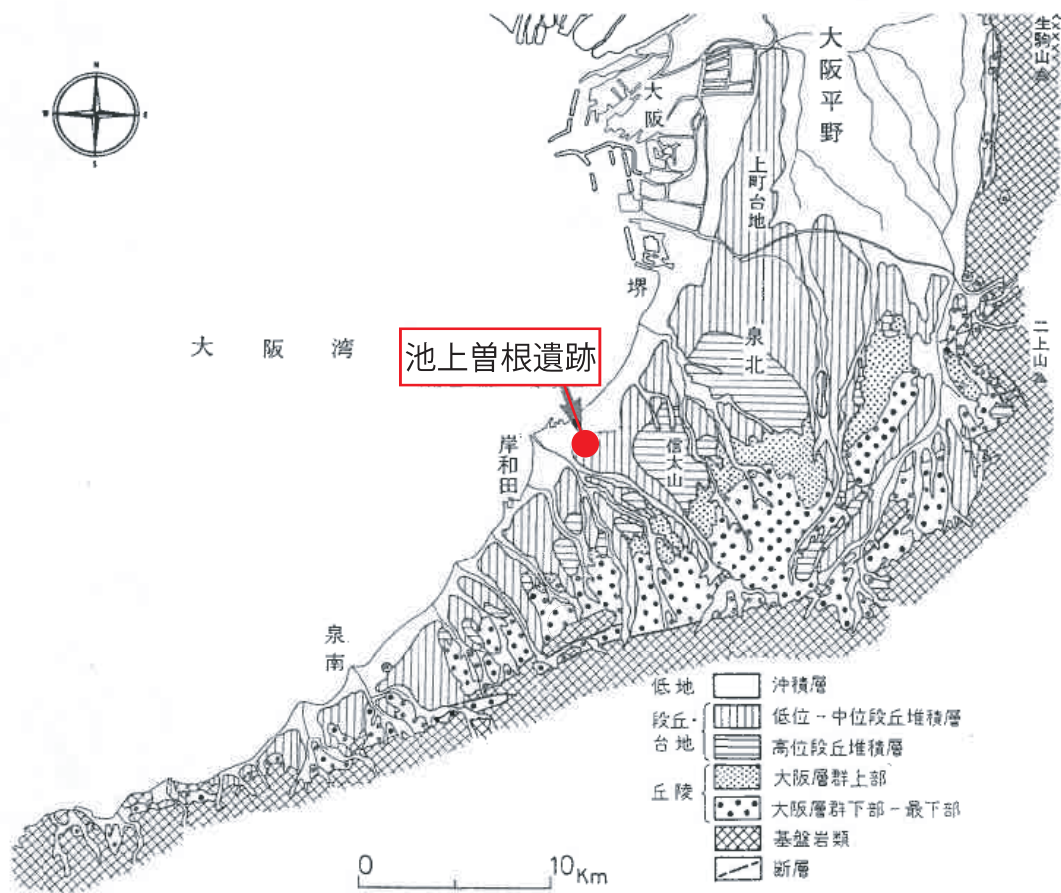 生駒山
大阪平野
大阪
上町台地
堺
泉北
二上山
大阪湾
池上曽根遺跡
信太山
岸和田
泉南
N
W
E
S
低地
沖積層
段丘・台地
低位-中位段丘堆積層
高位段丘堆積層
丘陵
大阪層群上部
大阪層群下部-最下部
基盤岩類
断層
0
10Km